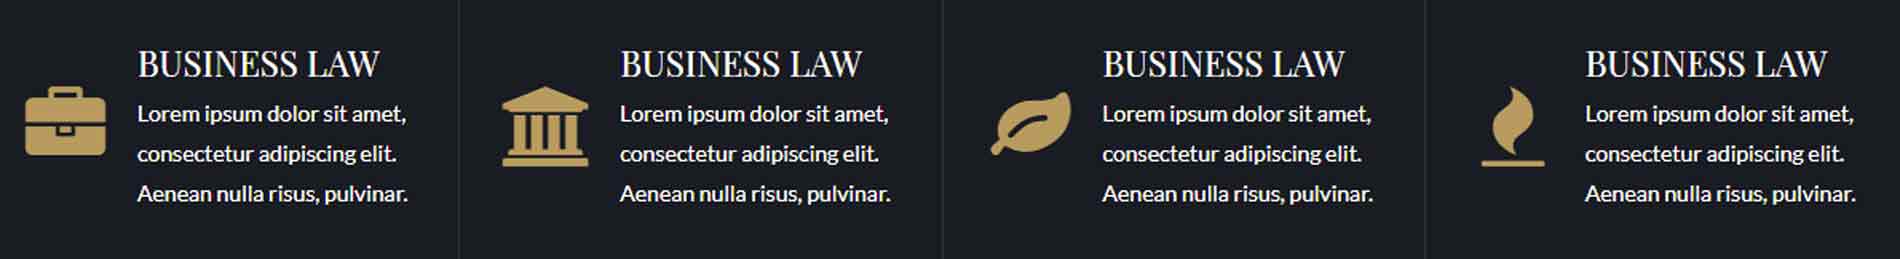 BUSINESS LAW
Lorem ipsum dolor sit amet,
consectetur adipiscing elit.
Aenean nulla risus, pulvinar.
BUSINESS LAW
Lorem ipsum dolor sit amet,
consectetur adipiscing elit.
Aenean nulla risus, pulvinar.
BUSINESS LAW
Lorem ipsum dolor sit amet,
consectetur adipiscing elit.
Aenean nulla risus, pulvinar.
BUSINESS LAW
Lorem ipsum dolor sit amet,
consectetur adipiscing elit.
Aenean nulla risus, pulvinar.